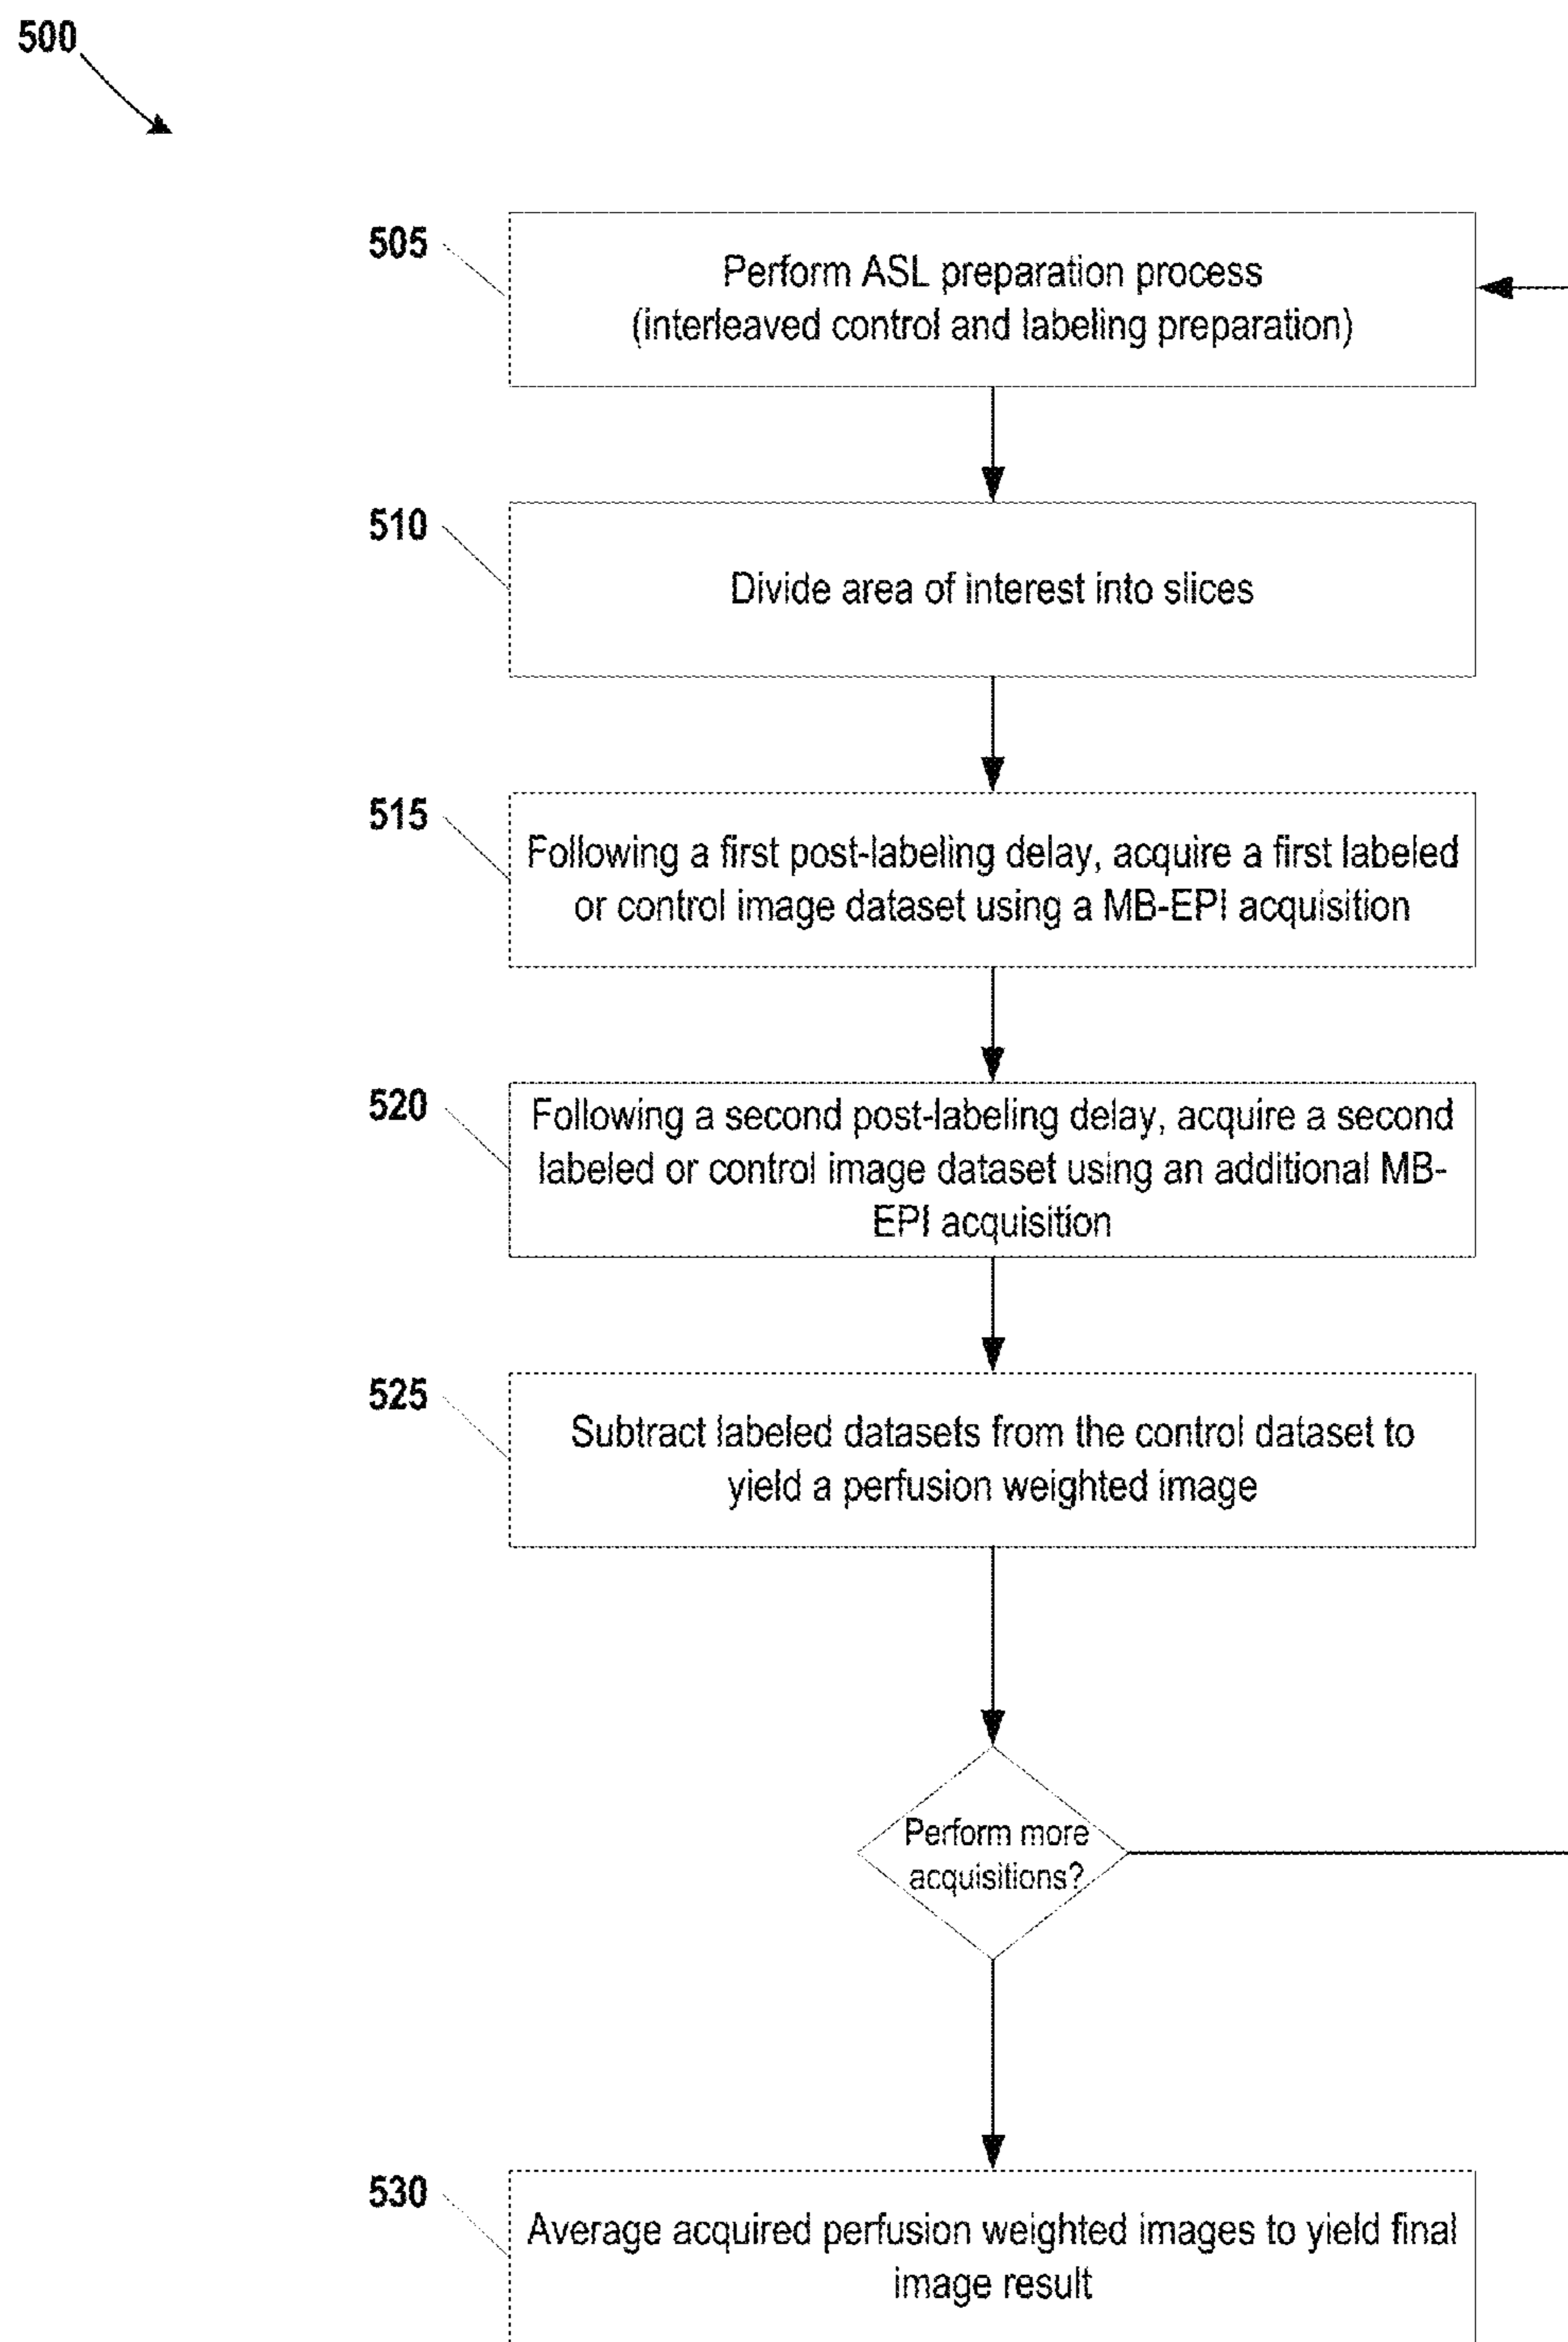 500
505
Perform ASL preparation process
(interleaved control and labeling preparation)
510
Divide area of interest into slices
515
Following a first post-labeling delay, acquire a first labeled
or control image dataset using a MB-EPI acquisition
520
Following a second post-labeling delay, acquire a second
labeled or control image dataset using an additional MB-
EPI acquisition
525
Subtract labeled datasets from the control dataset to
yield a perfusion weighted image
Perform more
acquisitions?
530
Average acquired perfusion weighted images to yield final
image result